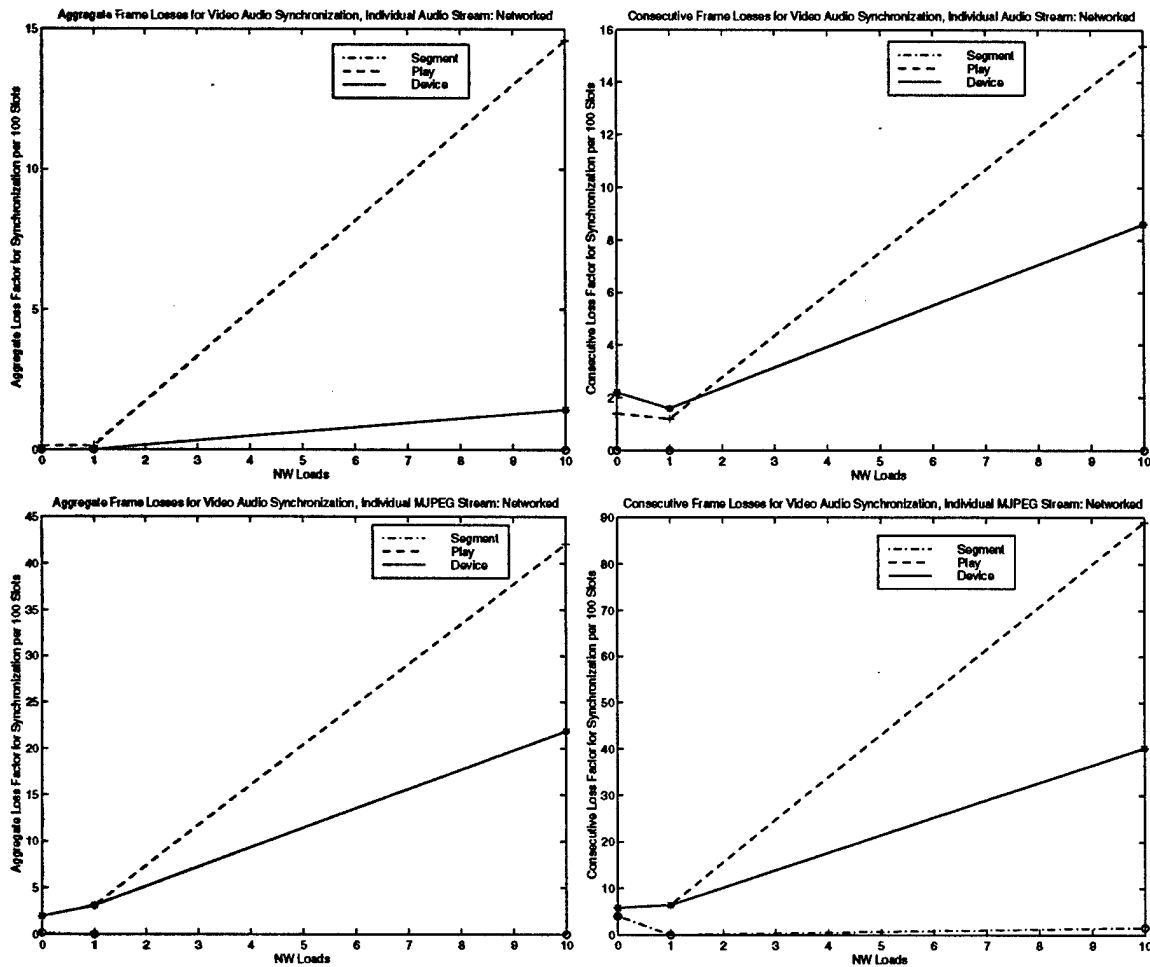 Aggregate Frame Losses for Video Audio Synchronization, Individual Audio Stream: Networked
15
10
5
0
Aggregate Loss Factor for Synchronization per 100 Slots
Segment
Play
Device
0 1 2 3 4 5 6 7 8 9 10
NW Loads
Consecutive Frame Losses for Video Audio Synchronization, Individual Audio Stream: Networked
16
14
12
10
8
6
4
2
0
Consecutive Loss Factor for Synchronization per 100 Slots
Segment
Play
Device
0 1 2 3 4 5 6 7 8 9 10
NW Loads
Aggregate Frame Losses for Video Audio Synchronization, Individual MJPEG Stream: Networked
45
40
35
30
25
20
15
10
5
0
Aggregate Loss Factor for Synchronization per 100 Slots
Segment
Play
Device
0 1 2 3 4 5 6 7 8 9 10
NW Loads
Consecutive Frame Losses for Video Audio Synchronization, Individual MJPEG Stream: Networked
90
80
70
60
50
40
30
20
10
0
Consecutive Loss Factor for Synchronization per 100 Slots
Segment
Play
Device
0 1 2 3 4 5 6 7 8 9 10
NW Loads